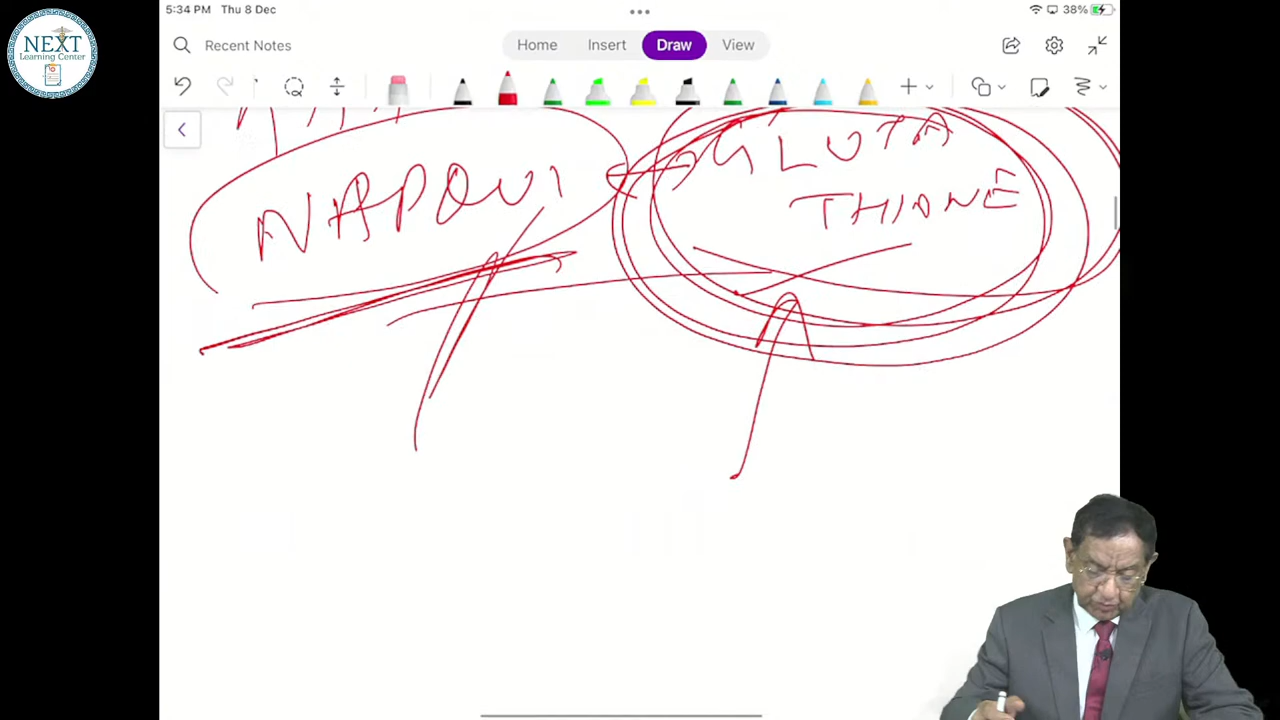 5:34 PM Thu 8 Dec
38%
NEXT
Learning Center
Recent Notes
Home Insert Draw View
NAPQUI
GLUTA
THIONE